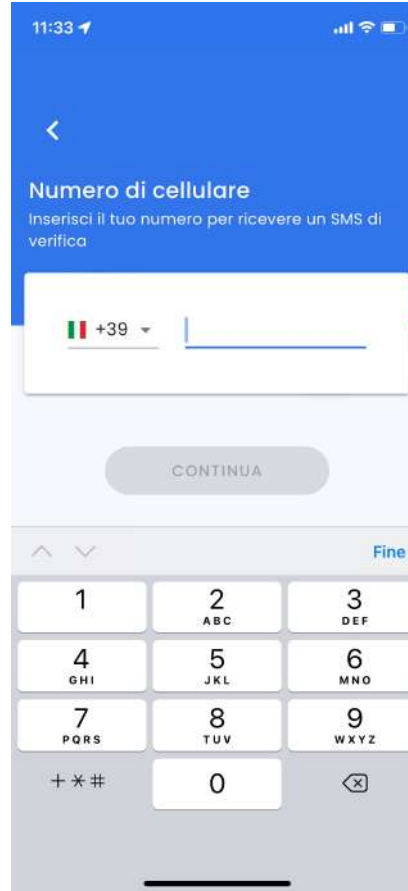 11:33
Numero di cellulare
Inserisci il tuo numero per ricevere un SMS di
verifica
+39
CONTINUA
Fine
1 2 3
ABC DEF
4 5 6
GHI JKL MNO
7 8 9
PQRS TUV WXYZ
+*# 0